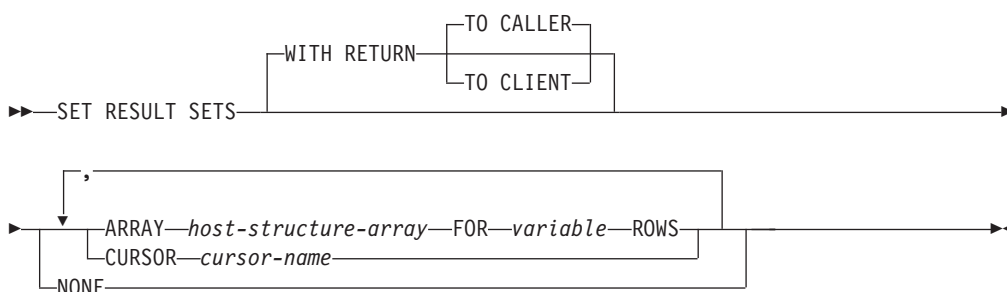 TO CALLER
WITH RETURN
TO CLIENT
SET RESULT SETS
,
ARRAY host-structure-array FOR variable ROWS
CURSOR cursor-name
NONE